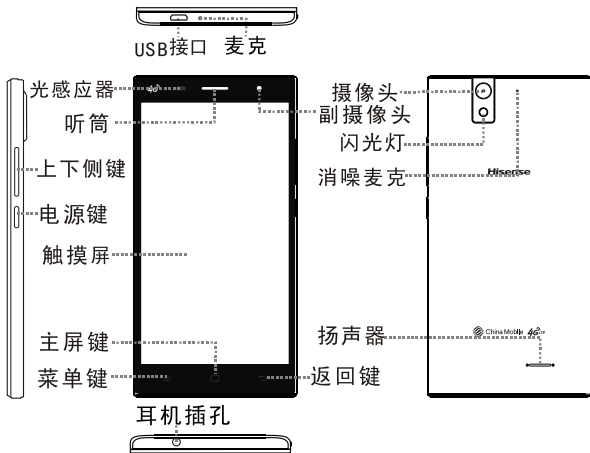 USB接口 麦克
光感应器
听筒
上下侧键
电源键
触摸屏
主屏键
菜单键
4G
摄像头
副摄像头
闪光灯
消噪麦克
Hisense
China Mobile 4G
扬声器
返回键
耳机插孔